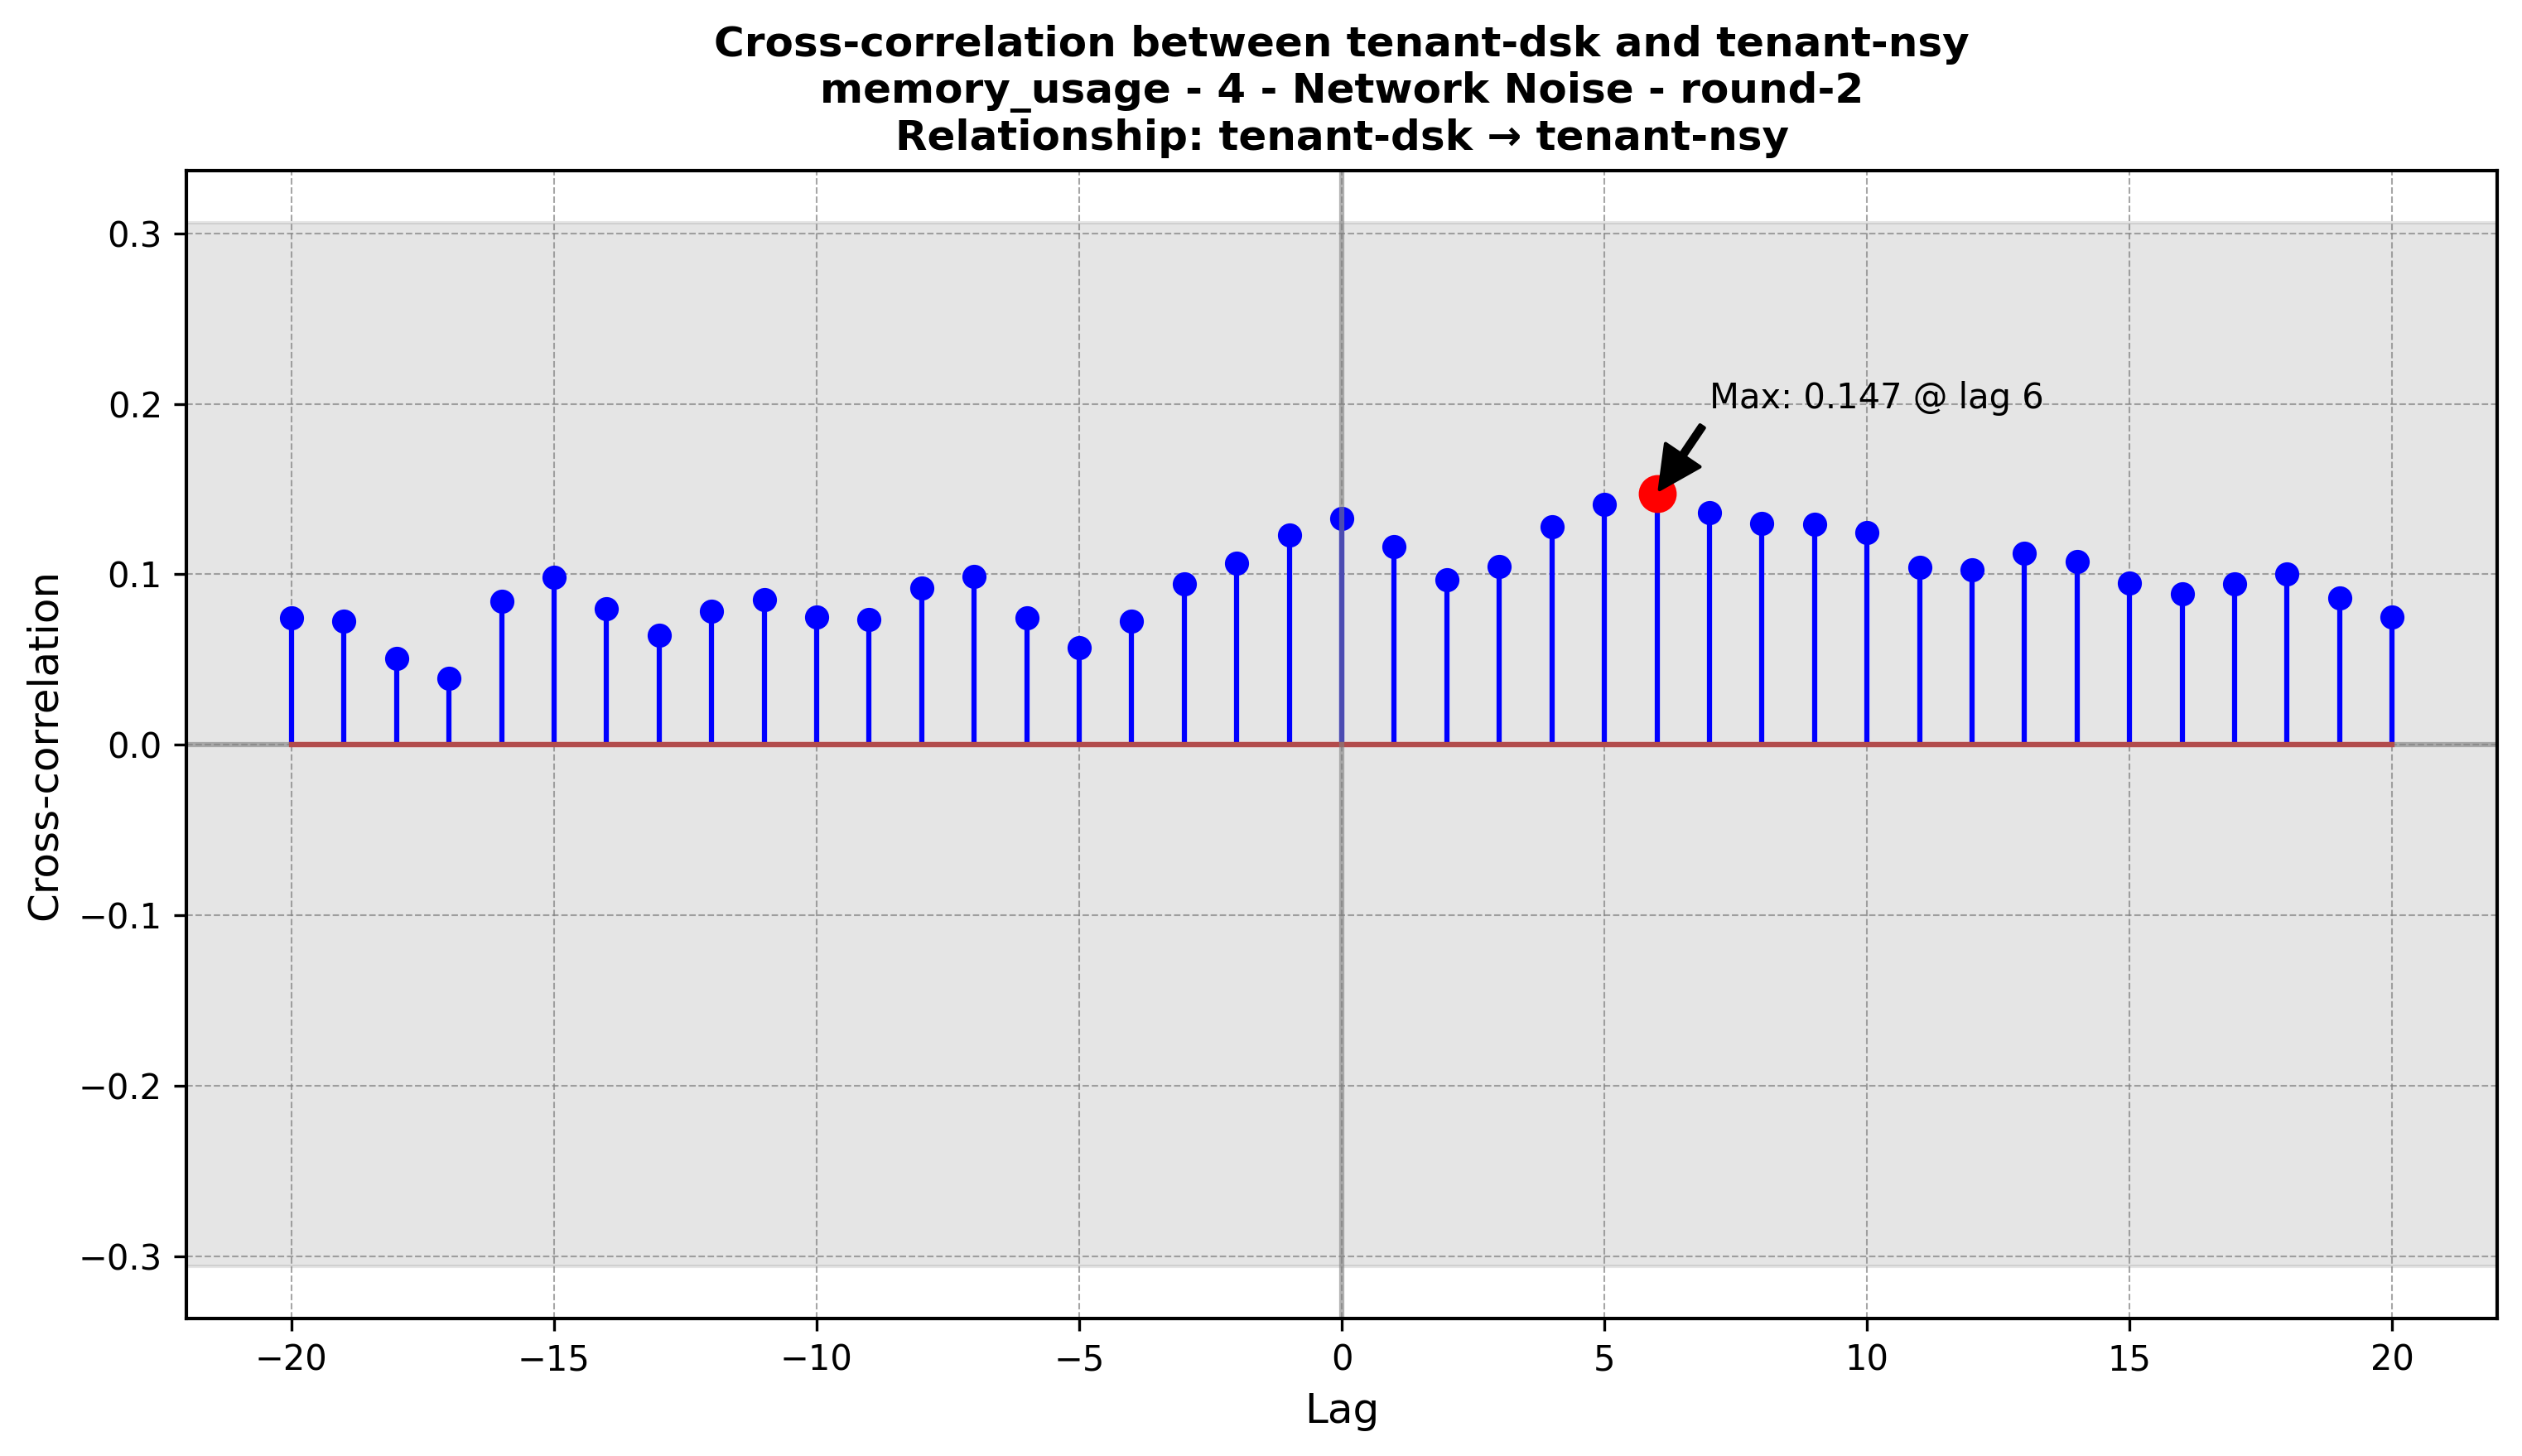 Cross-correlation between tenant-dsk and tenant-nsy
memory_usage - 4 - Network Noise - round-2
Relationship: tenant-dsk → tenant-nsy
Cross-correlation
0.3
0.2
0.1
0.0
−0.1
−0.2
−0.3
Max: 0.147 @ lag 6
−20
−15
−10
−5
0
5
10
15
20
Lag